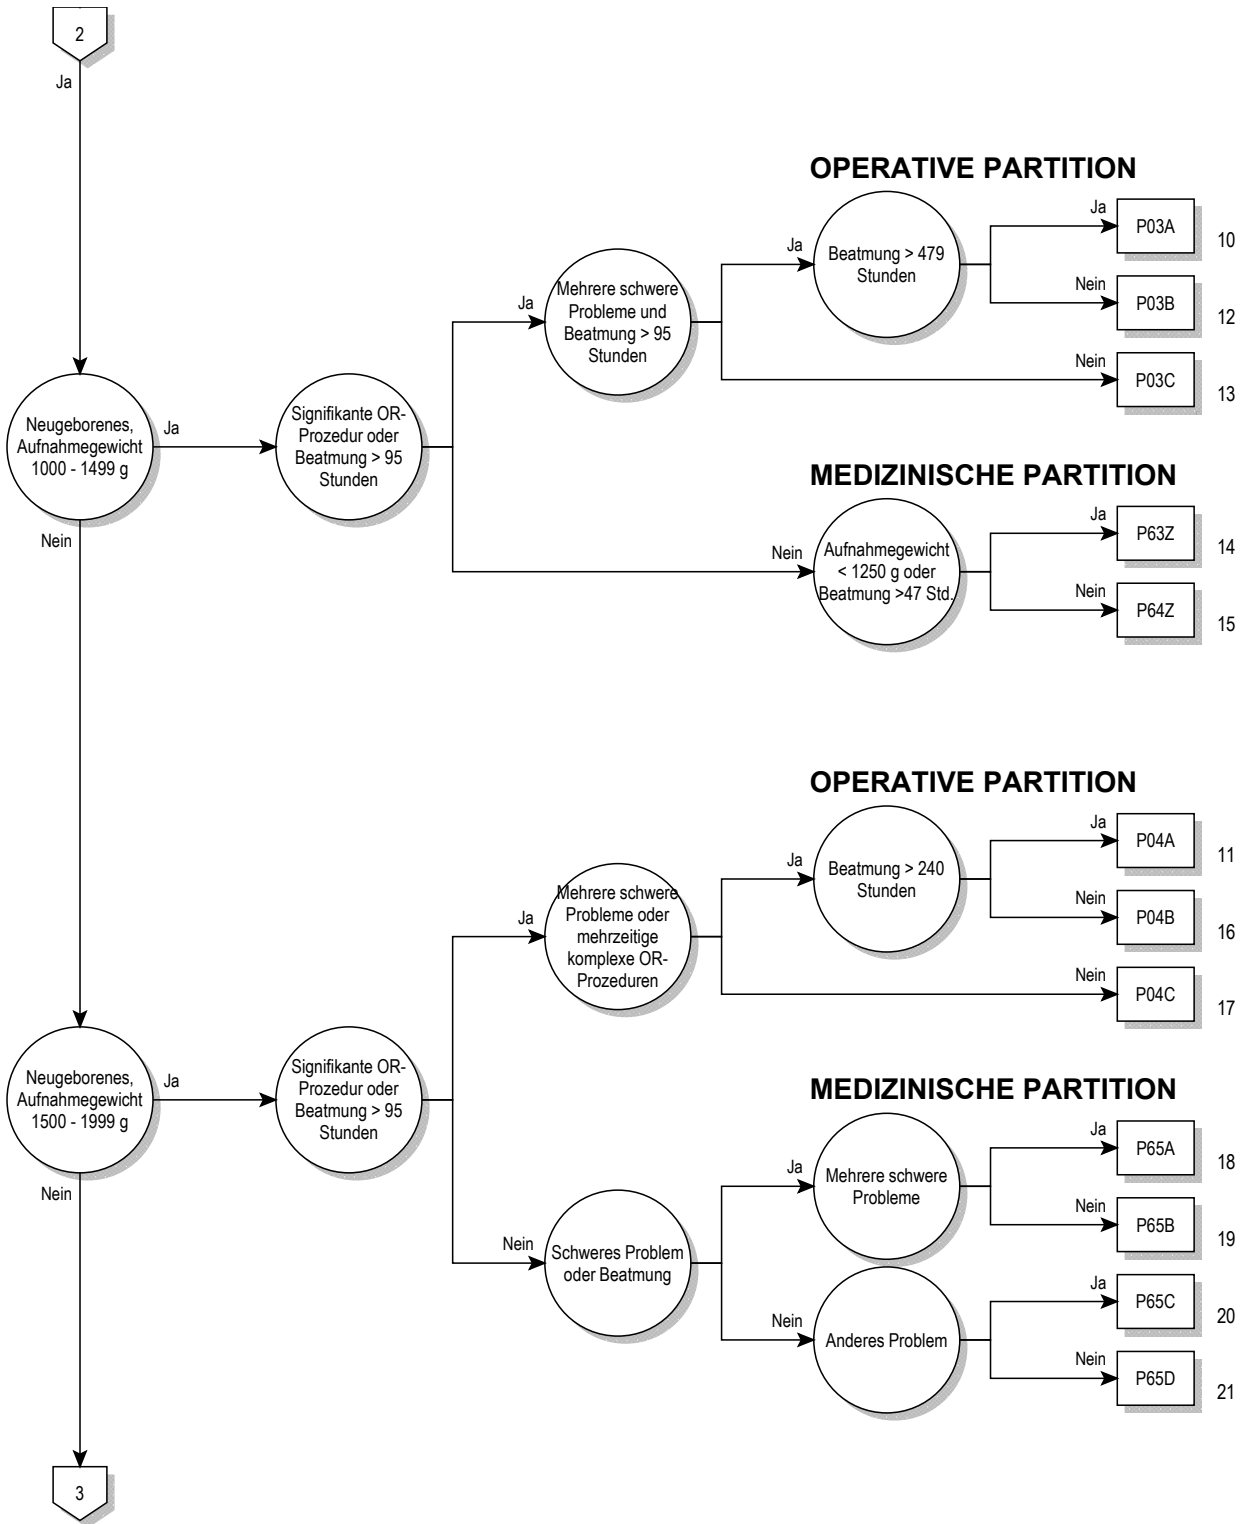 2
Ja
OPERATIVE PARTITION
Ja
Beatmung > 479
Stunden
Ja
P03A
10
Nein
P03B
12
Ja
Mehrere schwere
Probleme und
Beatmung > 95
Stunden
Nein
P03C
13
Neugeborenes,
Aufnahmegewicht
1000 - 1499 g
Ja
Signifikante OR-
Prozedur oder
Beatmung > 95
Stunden
MEDIZINISCHE PARTITION
Nein
Nein
Aufnahmegewicht
< 1250 g oder
Beatmung >47 Std.
Ja
P63Z
14
Nein
P64Z
15
OPERATIVE PARTITION
Ja
Beatmung > 240
Stunden
Ja
P04A
11
Nein
P04B
16
Ja
Mehrere schwere
Probleme oder
mehrzeitige
komplexe OR-
Prozeduren
Nein
P04C
17
Neugeborenes,
Aufnahmegewicht
1500 - 1999 g
Ja
Signifikante OR-
Prozedur oder
Beatmung > 95
Stunden
MEDIZINISCHE PARTITION
Nein
Ja
Mehrere schwere
Probleme
Ja
P65A
18
Nein
P65B
19
Nein
Schweres Problem
oder Beatmung
Nein
Anderes Problem
Ja
P65C
20
Nein
P65D
21
3